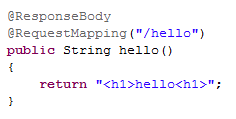 @ResponseBody
@RequestMapping("/hello")
public String hello()
{
    return "<h1>hello<h1>";
}